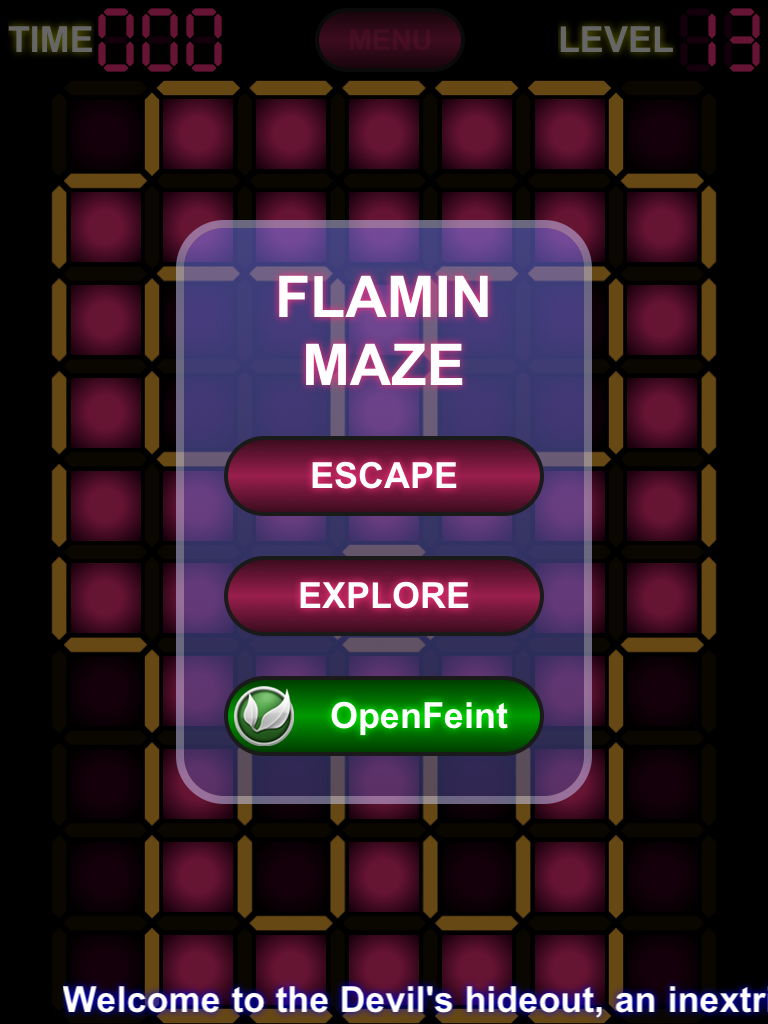 TIME 000 MENU LEVEL 13
FLAMIN
MAZE
ESCAPE
EXPLORE
OpenFeint
Welcome to the Devil's hideout, an